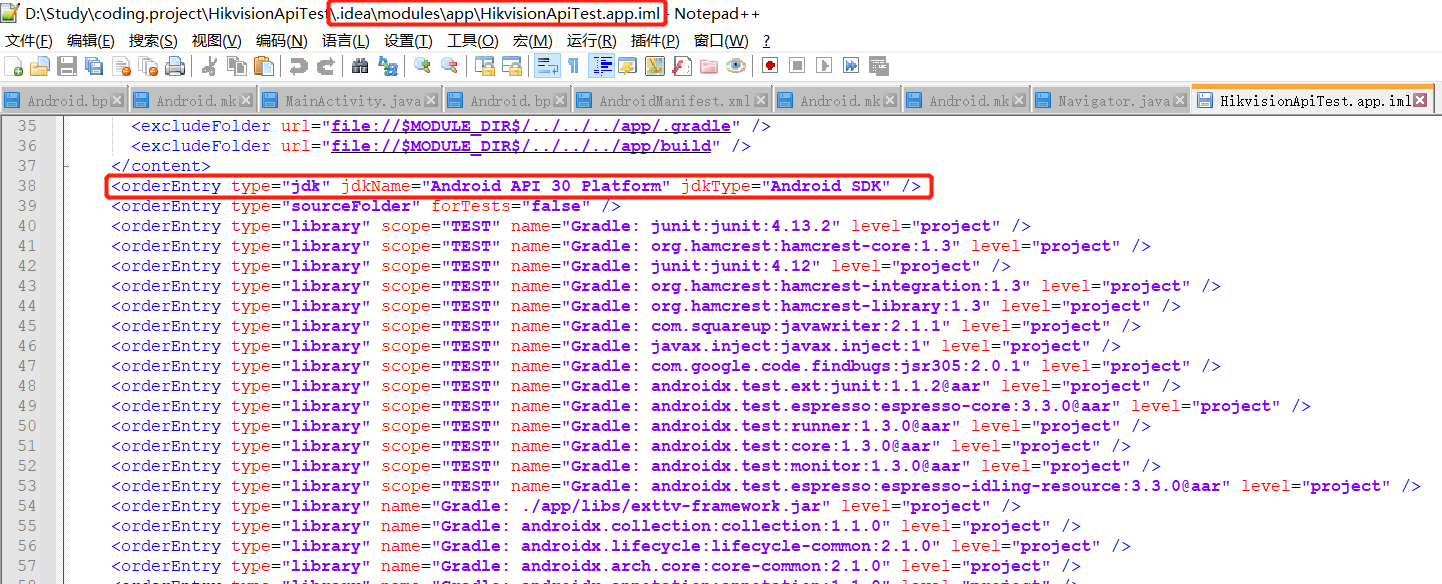 D:\Study\coding.project\HikvisionApiTest\.idea\modules\app\HikvisionApiTest.app.iml - Notepad++
文件(F) 编辑(E) 搜索(S) 视图(V) 编码(N) 语言(L) 设置(T) 工具(O) 宏(M) 运行(R) 插件(P) 窗口(W) ?
Android.bp Android.mk MainActivity.java Android.bp AndroidManifest.xml Android.mk Android.mk Navigator.java HikvisionApiTest.app.iml
35 <excludeFolder url="file://$MODULE_DIR$/../../../app/.gradle" />
36 <excludeFolder url="file://$MODULE_DIR$/../../../app/build" />
37 </content>
38 <orderEntry type="jdk" jdkName="Android API 30 Platform" jdkType="Android SDK" />
39 <orderEntry type="sourceFolder" forTests="false" />
40 <orderEntry type="library" scope="TEST" name="Gradle: junit:junit:4.13.2" level="project" />
41 <orderEntry type="library" scope="TEST" name="Gradle: org.hamcrest:hamcrest-core:1.3" level="project" />
42 <orderEntry type="library" scope="TEST" name="Gradle: junit:junit:4.12" level="project" />
43 <orderEntry type="library" scope="TEST" name="Gradle: org.hamcrest:hamcrest-integration:1.3" level="project" />
44 <orderEntry type="library" scope="TEST" name="Gradle: org.hamcrest:hamcrest-library:1.3" level="project" />
45 <orderEntry type="library" scope="TEST" name="Gradle: com.squareup:javawriter:2.1.1" level="project" />
46 <orderEntry type="library" scope="TEST" name="Gradle: javax.inject:javax.inject:1" level="project" />
47 <orderEntry type="library" scope="TEST" name="Gradle: com.google.code.findbugs:jsr305:2.0.1" level="project" />
48 <orderEntry type="library" scope="TEST" name="Gradle: androidx.test.ext:junit:1.1.2@aar" level="project" />
49 <orderEntry type="library" scope="TEST" name="Gradle: androidx.test.espresso:espresso-core:3.3.0@aar" level="project" />
50 <orderEntry type="library" scope="TEST" name="Gradle: androidx.test:runner:1.3.0@aar" level="project" />
51 <orderEntry type="library" scope="TEST" name="Gradle: androidx.test:core:1.3.0@aar" level="project" />
52 <orderEntry type="library" scope="TEST" name="Gradle: androidx.test:monitor:1.3.0@aar" level="project" />
53 <orderEntry type="library" scope="TEST" name="Gradle: androidx.test.espresso:espresso-idling-resource:3.3.0@aar" level="project" />
54 <orderEntry type="library" name="Gradle: ./app/libs/exttv-framework.jar" level="project" />
55 <orderEntry type="library" name="Gradle: androidx.collection:collection:1.1.0" level="project" />
56 <orderEntry type="library" name="Gradle: androidx.lifecycle:lifecycle-common:2.1.0" level="project" />
57 <orderEntry type="library" name="Gradle: androidx.arch.core:core-common:2.1.0" level="project" />